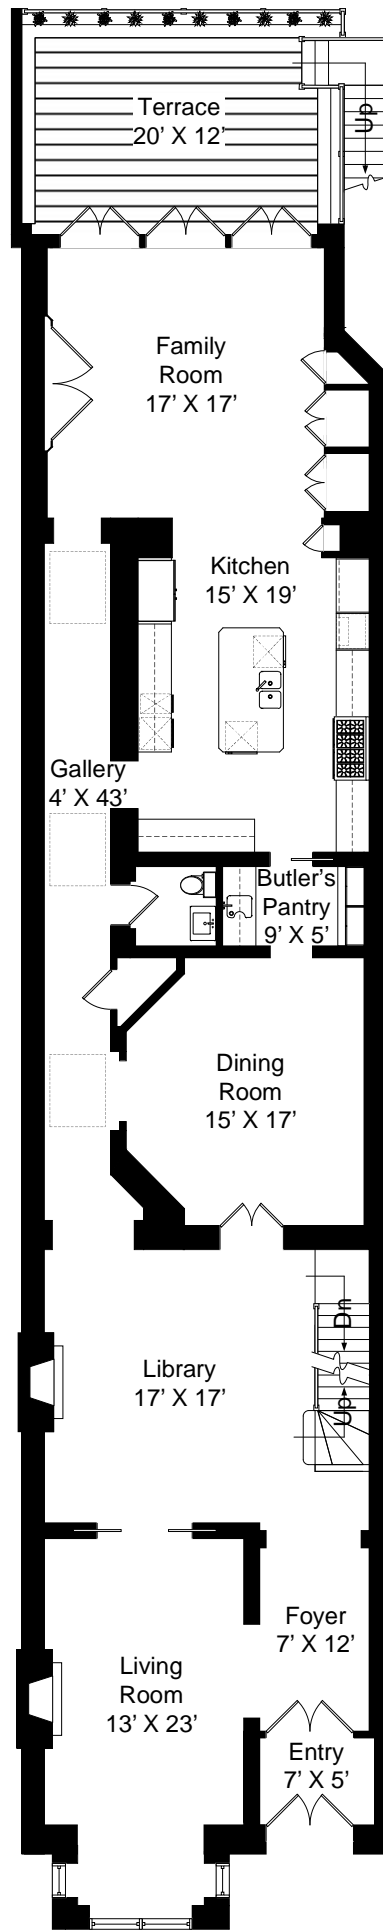 Terrace
20' X 12'
Up
Family
Room
17' X 17'
Kitchen
15' X 19'
Gallery
4' X 43'
Butler's
Pantry
9' X 5'
Dining
Room
15' X 17'
Dn
Library
17' X 17'
Up
Foyer
7' X 12'
Living
Room
13' X 23'
Entry
7' X 5'